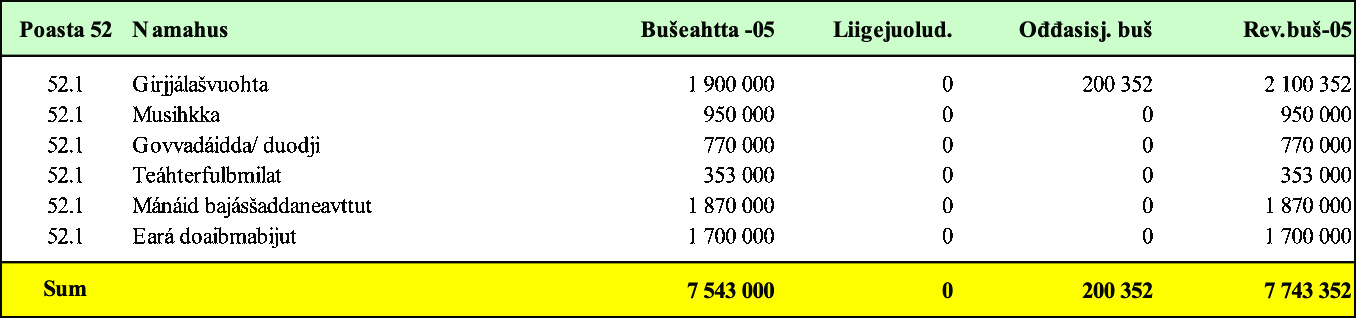 Poasta 52 Namahus Bušeahtta -05 Liigejuolud. Ođđasisj. buš Rev.buš-05
52.1 Girjjálašvuohta 1 900 000 0 200 352 2 100 352
52.1 Musihkka 950 000 0 0 950 000
52.1 Govvadáidda/ duodji 770 000 0 0 770 000
52.1 Teáhterfulbmilat 353 000 0 0 353 000
52.1 Mánáid bajásšaddaneavttut 1 870 000 0 0 1 870 000
52.1 Eará doaibmabijut 1 700 000 0 0 1 700 000
Sum 7 543 000 0 200 352 7 743 352